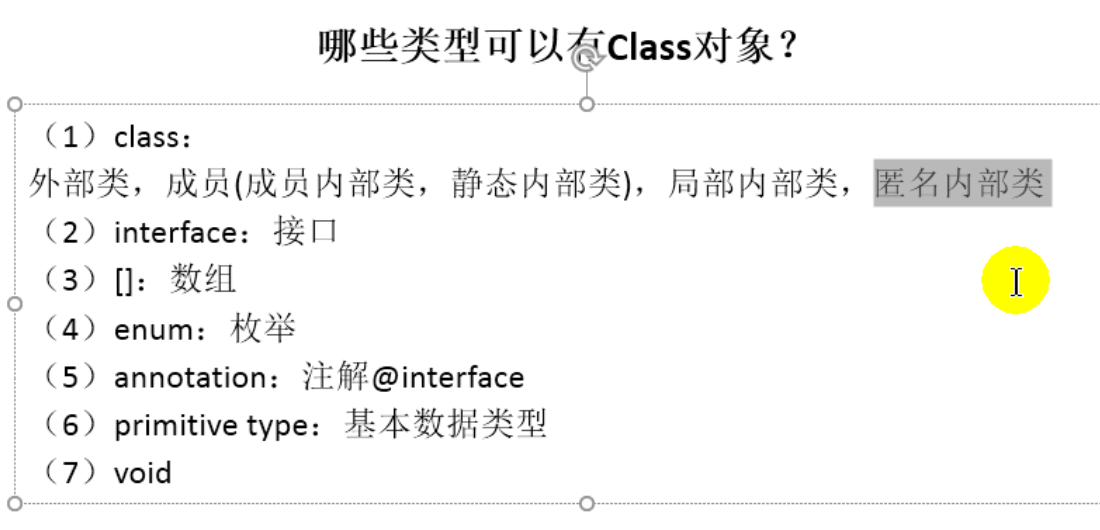 哪些类型可以有Class对象？
（1）class：
外部类，成员(成员内部类，静态内部类)，局部内部类，匿名内部类
（2）interface：接口
（3）[]：数组
（4）enum：枚举
（5）annotation：注解@interface
（6）primitive type：基本数据类型
（7）void